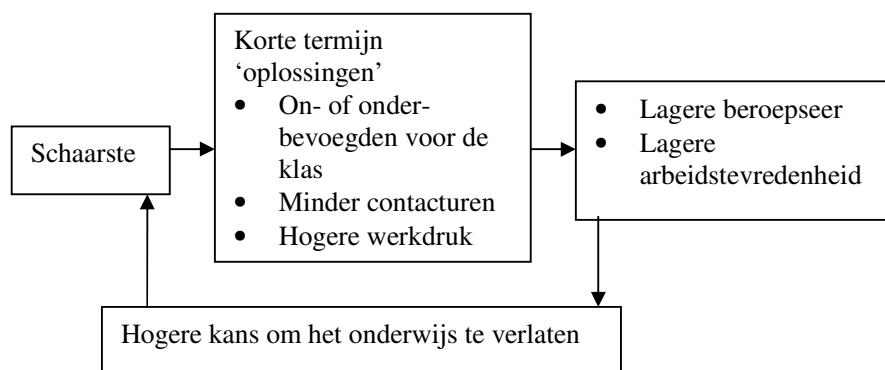 Schaarste
Korte termijn
‘oplossingen’
• On- of onder-
bevoegden voor de
klas
• Minder contacturen
• Hogere werkdruk
• Lagere beroepseer
• Lagere
arbeidstevredenheid
Hogere kans om het onderwijs te verlaten